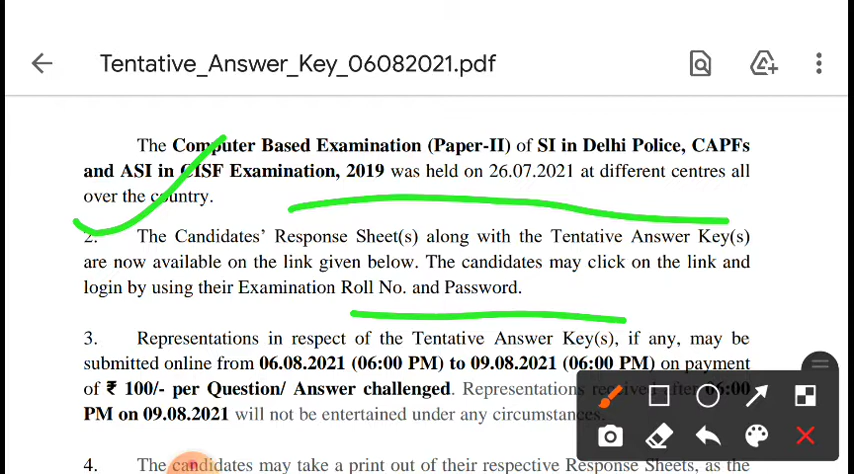 Tentative_Answer_Key_06082021.pdf
The Computer Based Examination (Paper-II) of SI in Delhi Police, CAPFs
and ASI in CISF Examination, 2019 was held on 26.07.2021 at different centres all
over the country.
2. The Candidates' Response Sheet(s) along with the Tentative Answer Key(s)
are now available on the link given below. The candidates may click on the link and
login by using their Examination Roll No. and Password.
3. Representations in respect of the Tentative Answer Key(s), if any, may be
submitted online from 06.08.2021 (06:00 PM) to 09.08.2021 (06:00 PM) on payment
of ₹ 100/- per Question/ Answer challenged. Representations received after 06:00
PM on 09.08.2021 will not be entertained under any circumstances.
4. The candidates may take a print out of their respective Response Sheets, as the